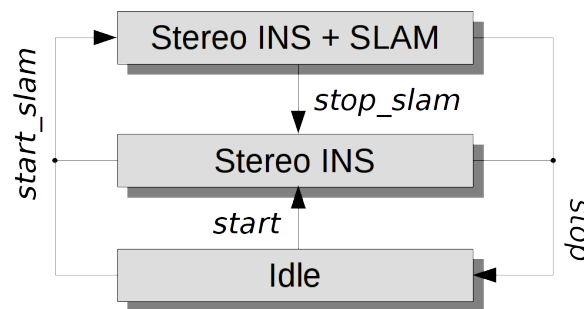 Stereo INS + SLAM
start_slam
stop_slam
Stereo INS
start
stop
Idle